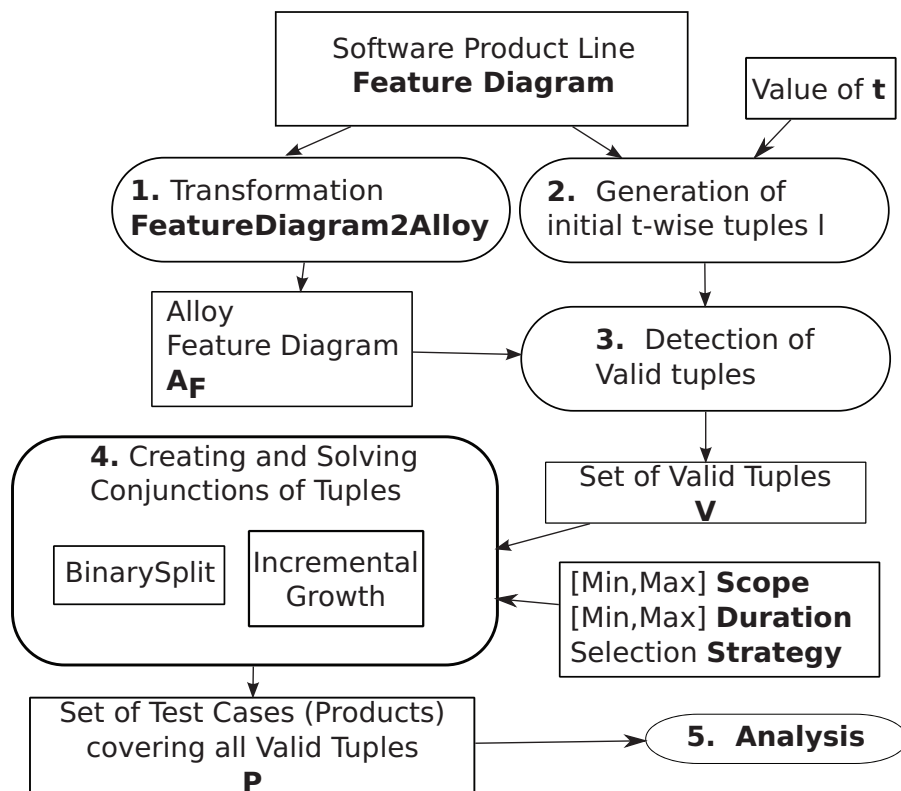 Software Product Line
Feature Diagram
Value of t
1. Transformation
FeatureDiagram2Alloy
2. Generation of
initial t-wise tuples l
Alloy
Feature Diagram
AF
3. Detection of
Valid tuples
4. Creating and Solving
Conjunctions of Tuples
BinarySplit
Incremental
Growth
Set of Valid Tuples
V
[Min,Max] Scope
[Min,Max] Duration
Selection Strategy
Set of Test Cases (Products)
covering all Valid Tuples
P
5. Analysis